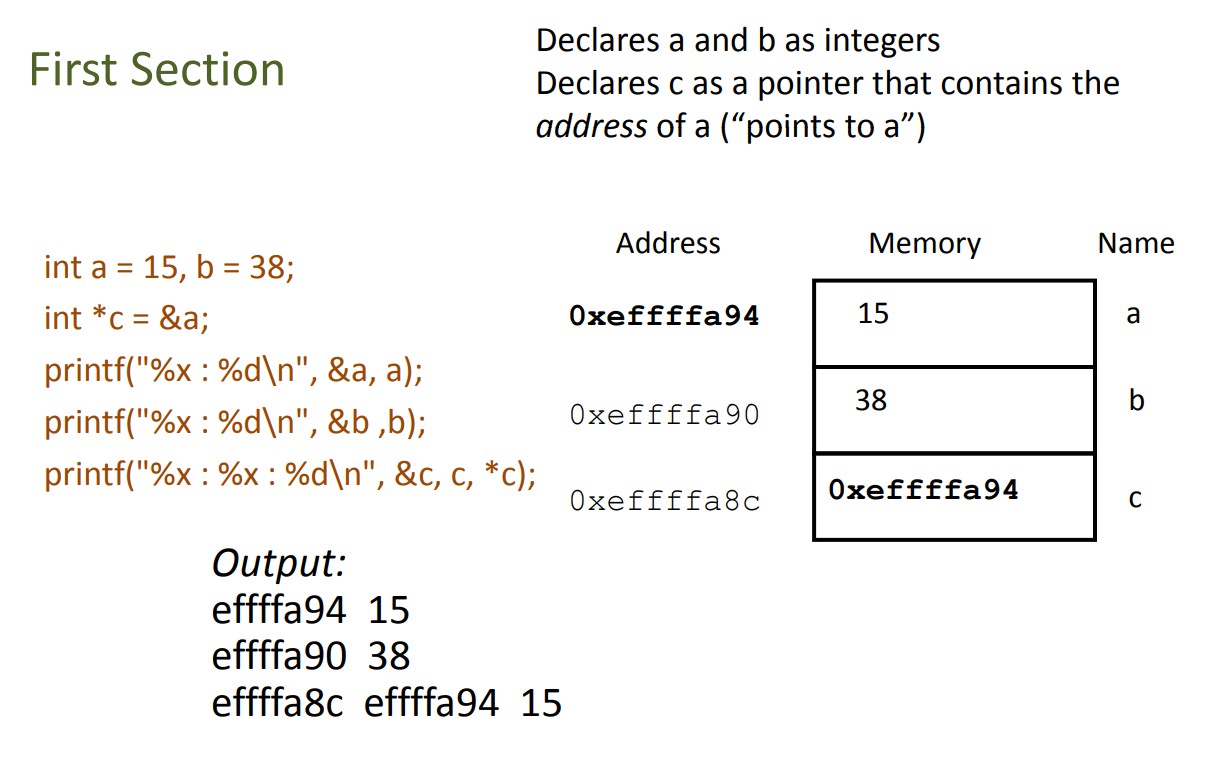 First Section
Declares a and b as integers
Declares c as a pointer that contains the
address of a (“points to a”)
int a = 15, b = 38;
int *c = &a;
printf("%x : %d\n", &a, a);
printf("%x : %d\n", &b ,b);
printf("%x : %x : %d\n", &c, c, *c);
Address Memory Name
0xeffffa94 15 a
0xeffffa90 38 b
0xeffffa8c 0xeffffa94 c
Output:
effffa94 15
effffa90 38
effffa8c effffa94 15